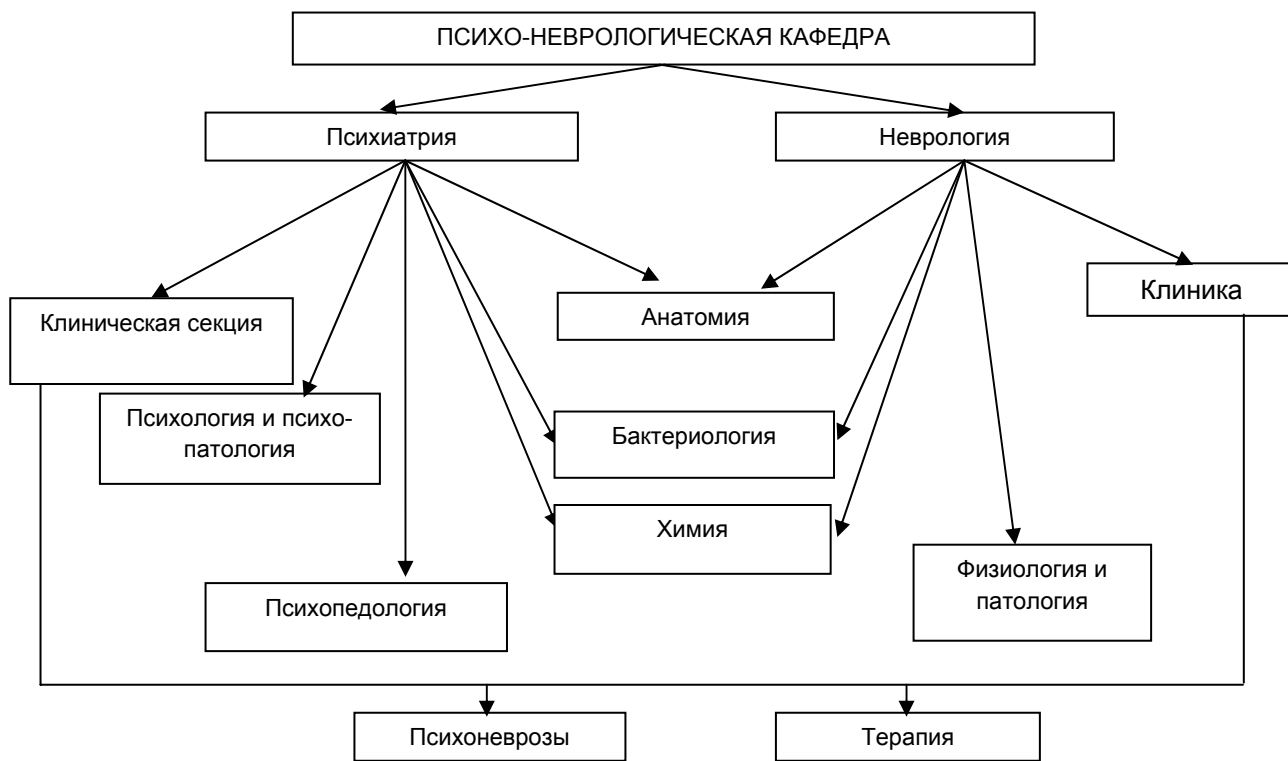 ПСИХО-НЕВРОЛОГИЧЕСКАЯ КАФЕДРА
Психиатрия
Неврология
Клиническая секция
Анатомия
Клиника
Психология и психо-
патология
Бактериология
Химия
Психопедология
Физиология и
патология
Психоневрозы
Терапия